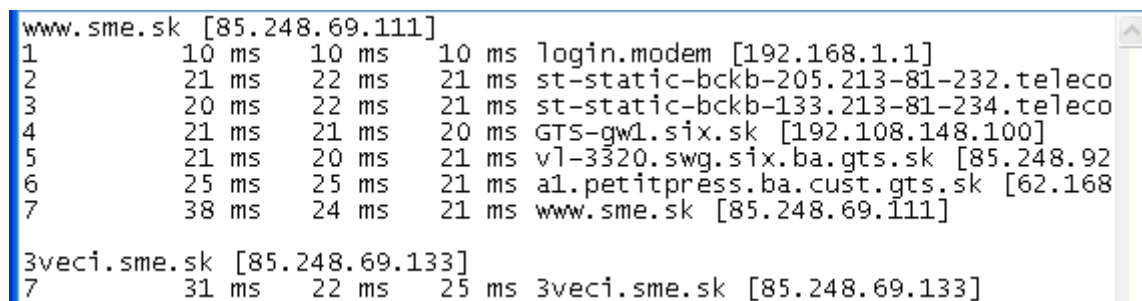 www.sme.sk [85.248.69.111]
1 10 ms 10 ms 10 ms login.modem [192.168.1.1]
2 21 ms 22 ms 21 ms st-static-bckb-205.213-81-232.teleco
3 20 ms 22 ms 21 ms st-static-bckb-133.213-81-234.teleco
4 21 ms 21 ms 20 ms GTS-gw1.six.sk [192.108.148.100]
5 21 ms 20 ms 21 ms vl-3320.swg.six.ba.gts.sk [85.248.92
6 25 ms 25 ms 21 ms a1.petitpress.ba.cust.gts.sk [62.168
7 38 ms 24 ms 21 ms www.sme.sk [85.248.69.111]
3veci.sme.sk [85.248.69.133]
7 31 ms 22 ms 25 ms 3veci.sme.sk [85.248.69.133]